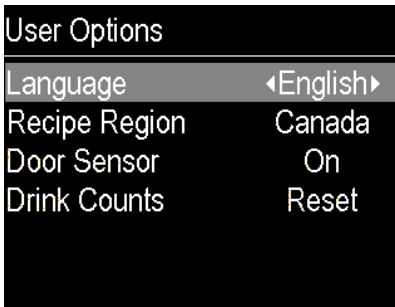 User Options
Language ◂English▸
Recipe Region Canada
Door Sensor On
Drink Counts Reset